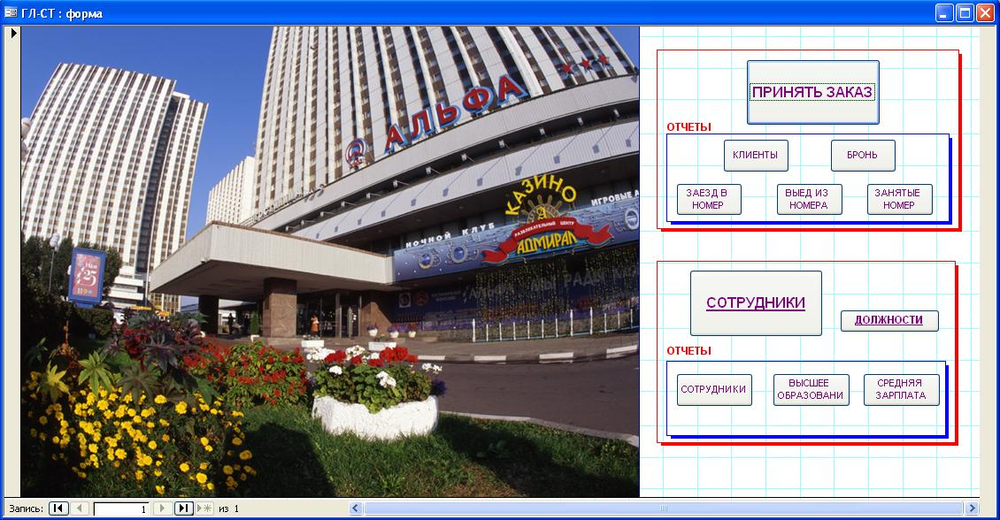 ГЛ-СТ : форма
АЛЬФА
КАЗИНО
РАЗВЛЕКАТЕЛЬНЫЙ ЦЕНТР
АДМИРАЛ
НОЧНОЙ КЛУБ
ИГРОВЫЕ А
25
ПРИНЯТЬ ЗАКАЗ
ОТЧЕТЫ
КЛИЕНТЫ
БРОНЬ
ЗАЕЗД В
НОМЕР
ВЫЕД ИЗ
НОМЕРА
ЗАНЯТЫЕ
НОМЕР
СОТРУДНИКИ
ДОЛЖНОСТИ
ОТЧЕТЫ
СОТРУДНИКИ
ВЫСШЕЕ
ОБРАЗОВАНИ
СРЕДНЯЯ
ЗАРПЛАТА
Запись: 1 из 1